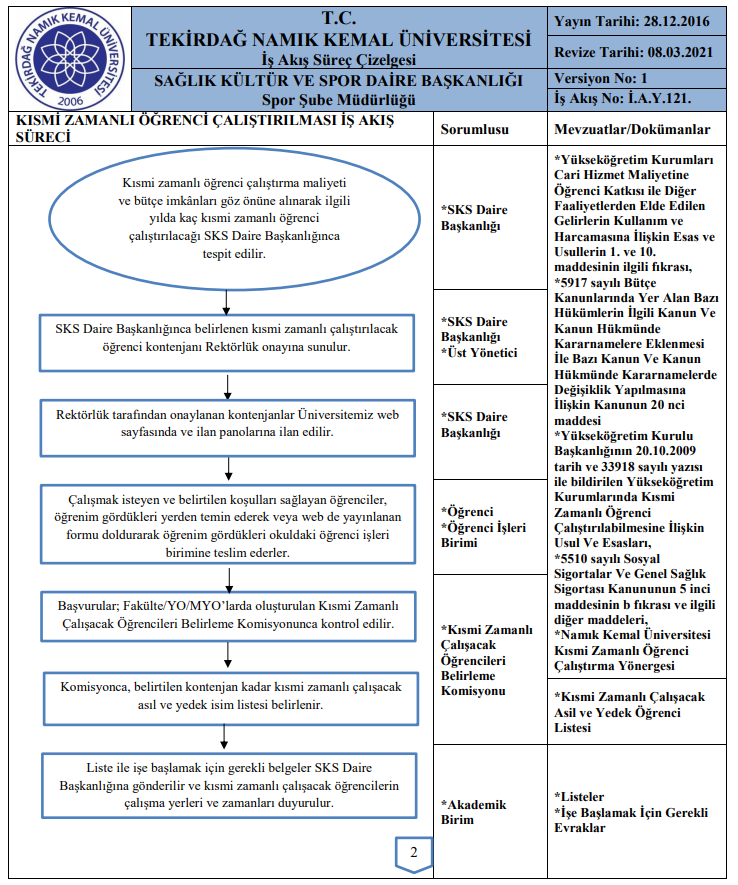 TEKİRDAĞ NAMIK KEMAL ÜNİVERSİTESİ
2006
T.C.
TEKİRDAĞ NAMIK KEMAL ÜNİVERSİTESİ
İş Akış Süreç Çizelgesi
SAĞLIK KÜLTÜR VE SPOR DAİRE BAŞKANLIĞI
Spor Şube Müdürlüğü
Yayın Tarihi: 28.12.2016
Revize Tarihi: 08.03.2021
Versiyon No: 1
İş Akış No: İ.A.Y.121.
KISMİ ZAMANLI ÖĞRENCİ ÇALIŞTIRILMASI İŞ AKIŞ
SÜRECİ
Sorumlusu
Mevzuatlar/Dokümanlar
Kısmi zamanlı öğrenci çalıştırma maliyeti
ve bütçe imkânları göz önüne alınarak ilgili
yılda kaç kısmi zamanlı öğrenci
çalıştırılacağı SKS Daire Başkanlığınca
tespit edilir.
SKS Daire Başkanlığınca belirlenen kısmi zamanlı çalıştırılacak
öğrenci kontenjanı Rektörlük onayına sunulur.
Rektörlük tarafından onaylanan kontenjanlar Üniversitemiz web
sayfasında ve ilan panolarına ilan edilir.
Çalışmak isteyen ve belirtilen koşulları sağlayan öğrenciler,
öğrenim gördükleri yerden temin ederek veya web de yayınlanan
formu doldurarak öğrenim gördükleri okuldaki öğrenci işleri
birimine teslim ederler.
Başvurular; Fakülte/YO/MYO’larda oluşturulan Kısmi Zamanlı
Çalışacak Öğrencileri Belirleme Komisyonunca kontrol edilir.
Komisyonca, belirtilen kontenjan kadar kısmi zamanlı çalışacak
asıl ve yedek isim listesi belirlenir.
Liste ile işe başlamak için gerekli belgeler SKS Daire
Başkanlığına gönderilir ve kısmi zamanlı çalışacak öğrencilerin
çalışma yerleri ve zamanları duyurulur.
2
*SKS Daire
Başkanlığı
*SKS Daire
Başkanlığı
*Üst Yönetici
*SKS Daire
Başkanlığı
*Öğrenci
*Öğrenci İşleri
Birimi
*Kısmi Zamanlı
Çalışacak
Öğrencileri
Belirleme
Komisyonu
*Akademik
Birim
*Yükseköğretim Kurumları
Cari Hizmet Maliyetine
Öğrenci Katkısı ile Diğer
Faaliyetlerden Elde Edilen
Gelirlerin Kullanım ve
Harcamasına İlişkin Esas ve
Usullerin 1. ve 10.
maddesinin ilgili fıkrası,
*5917 sayılı Bütçe
Kanunlarında Yer Alan Bazı
Hükümlerin İlgili Kanun Ve
Kanun Hükmünde
Kararnamelere Eklenmesi
İle Bazı Kanun Ve Kanun
Hükmünde Kararnamelerde
Değişiklik Yapılmasına
İlişkin Kanunun 20 nci
maddesi
*Yükseköğretim Kurulu
Başkanlığının 20.10.2009
tarih ve 33918 sayılı yazısı
ile bildirilen Yükseköğretim
Kurumlarında Kısmi
Zamanlı Öğrenci
Çalıştırılabilmesine İlişkin
Usul Ve Esasları,
*5510 sayılı Sosyal
Sigortalar Ve Genel Sağlık
Sigortası Kanununun 5 inci
maddesinin b fıkrası ve ilgili
diğer maddeleri,
*Namık Kemal Üniversitesi
Kısmi Zamanlı Öğrenci
Çalıştırma Yönergesi
*Kısmi Zamanlı Çalışacak
Asil ve Yedek Öğrenci
Listesi
*Listeler
*İşe Başlamak İçin Gerekli
Evraklar